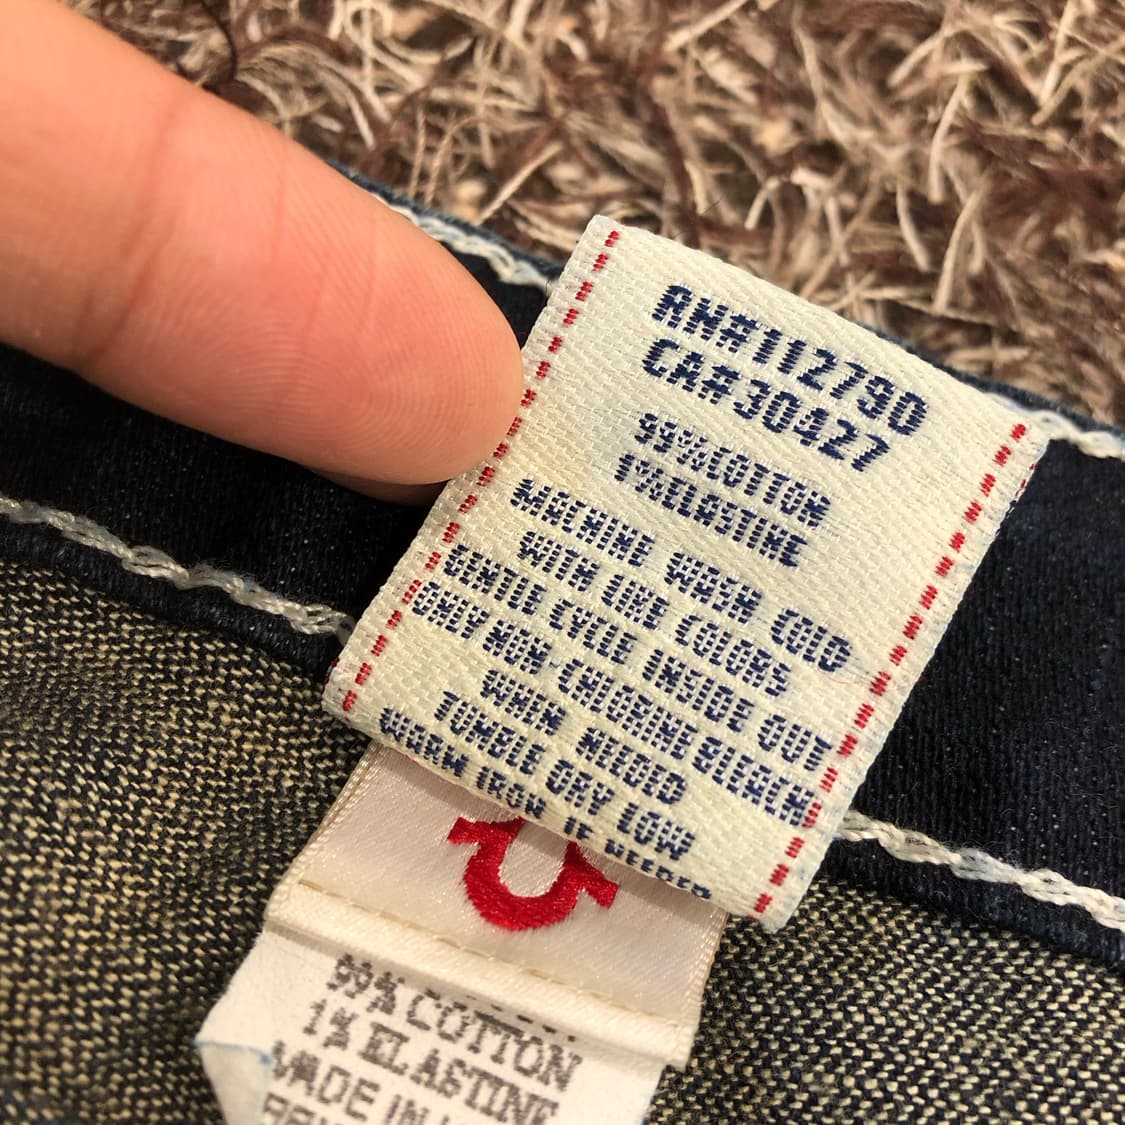 RN#112790
CA#30427
99%COTTON
1%ELASTINE
MACHINE WASH COLD
WITH LIKE COLORS
GENTLE CYCLE INSIDE OUT
ONLY NON-CHLORINE BLEACH
WHEN NEEDED
TUMBLE DRY LOW
WARM IRON IF NEEDED
99% COTTON
1% ELASTINE
MADE IN